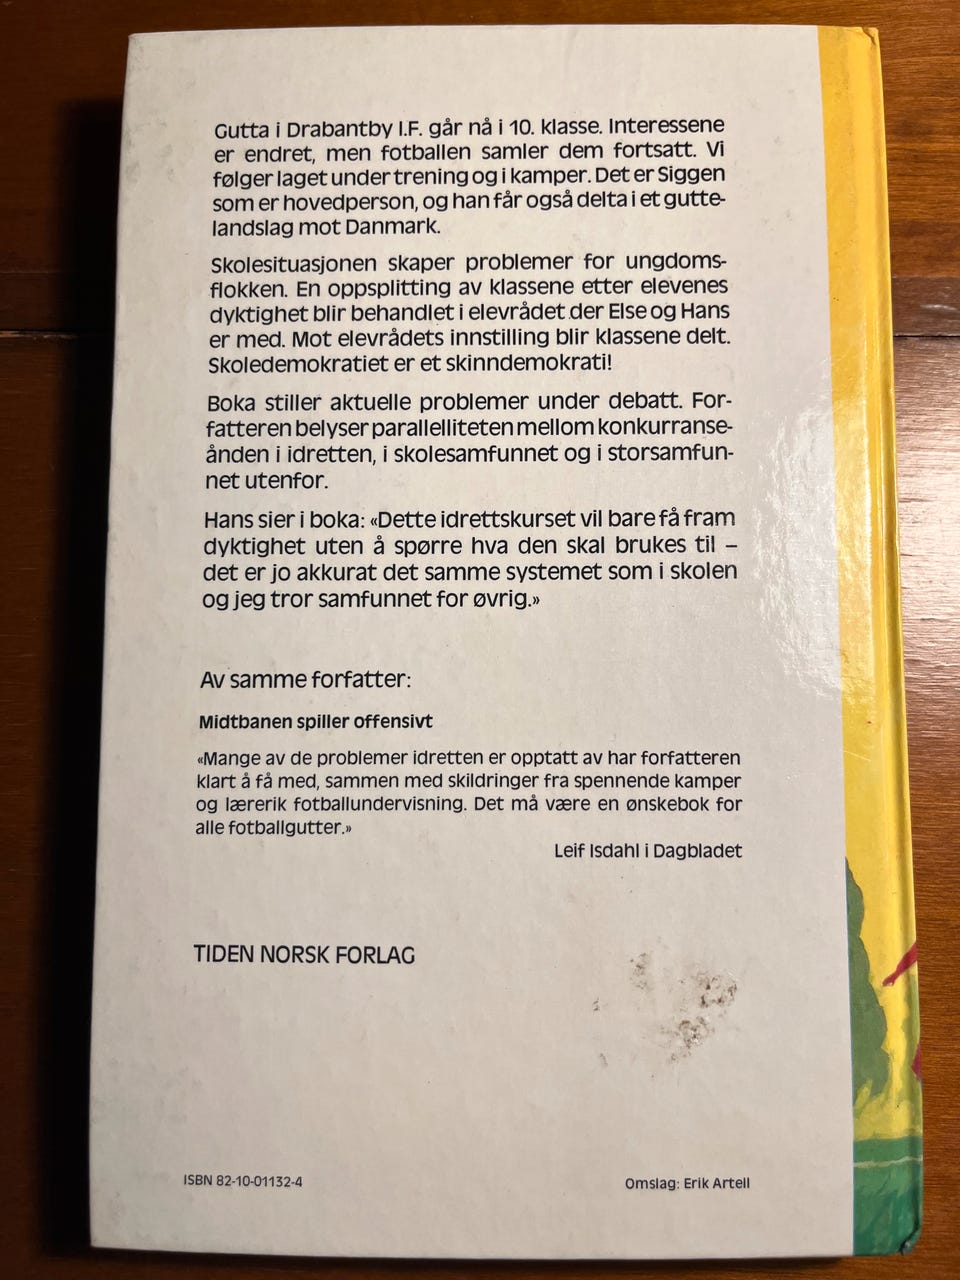 Gutta i Drabantby I.F. går nå i 10. klasse. Interessene
er endret, men fotballen samler dem fortsatt. Vi
følger laget under trening og i kamper. Det er Siggen
som er hovedperson, og han får også delta i et gutte-
landslag mot Danmark.
Skolesituasjonen skaper problemer for ungdoms-
flokken. En oppsplitting av klassene etter elevenes
dyktighet blir behandlet i elevrådet der Else og Hans
er med. Mot elevrådets innstilling blir klassene delt.
Skoledemokratiet er et skinndemokrati!
Boka stiller aktuelle problemer under debatt. For-
fatteren belyser parallelliteten mellom konkurranse-
ånden i idretten, i skolesamfunnet og i storsamfun-
net utenfor.
Hans sier i boka: «Dette idrettskurset vil bare få fram
dyktighet uten å spørre hva den skal brukes til –
det er jo akkurat det samme systemet som i skolen
og jeg tror samfunnet for øvrig.»
Av samme forfatter:
Midtbanen spiller offensivt
«Mange av de problemer idretten er opptatt av har forfatteren
klart å få med, sammen med skildringer fra spennende kamper
og lærerik fotballundervisning. Det må være en ønskebok for
alle fotballgutter.»
Leif Isdahl i Dagbladet
TIDEN NORSK FORLAG
ISBN 82-10-01132-4
Omslag: Erik Artell